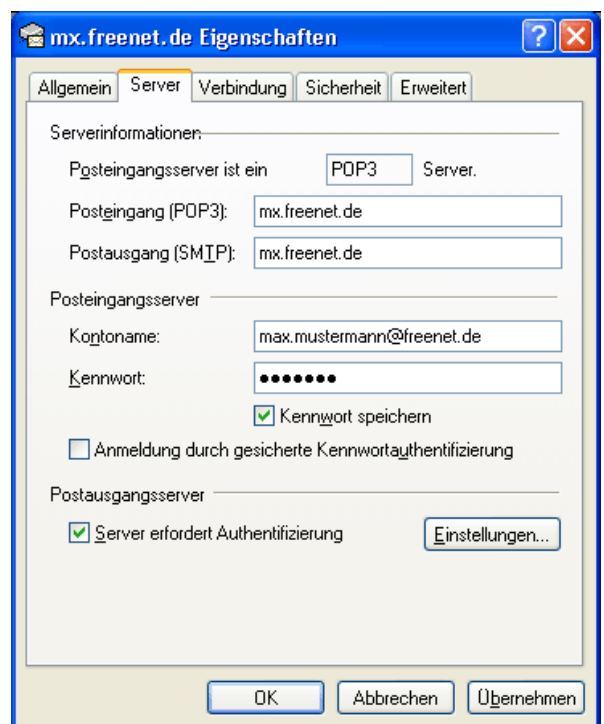 mx.freenet.de Eigenschaften
Allgemein Server Verbindung Sicherheit Erweitert
Serverinformationen
Posteingangsserver ist ein POP3 Server.
Posteingang (POP3): mx.freenet.de
Postausgang (SMTP): mx.freenet.de
Posteingangsserver
Kontoname: max.mustermann@freenet.de
Kennwort: ●●●●●●●
Kennwort speichern
Anmeldung durch gesicherte Kennwortauthentifizierung
Postausgangsserver
Server erfordert Authentifizierung Einstellungen...
OK Abbrechen Übernehmen